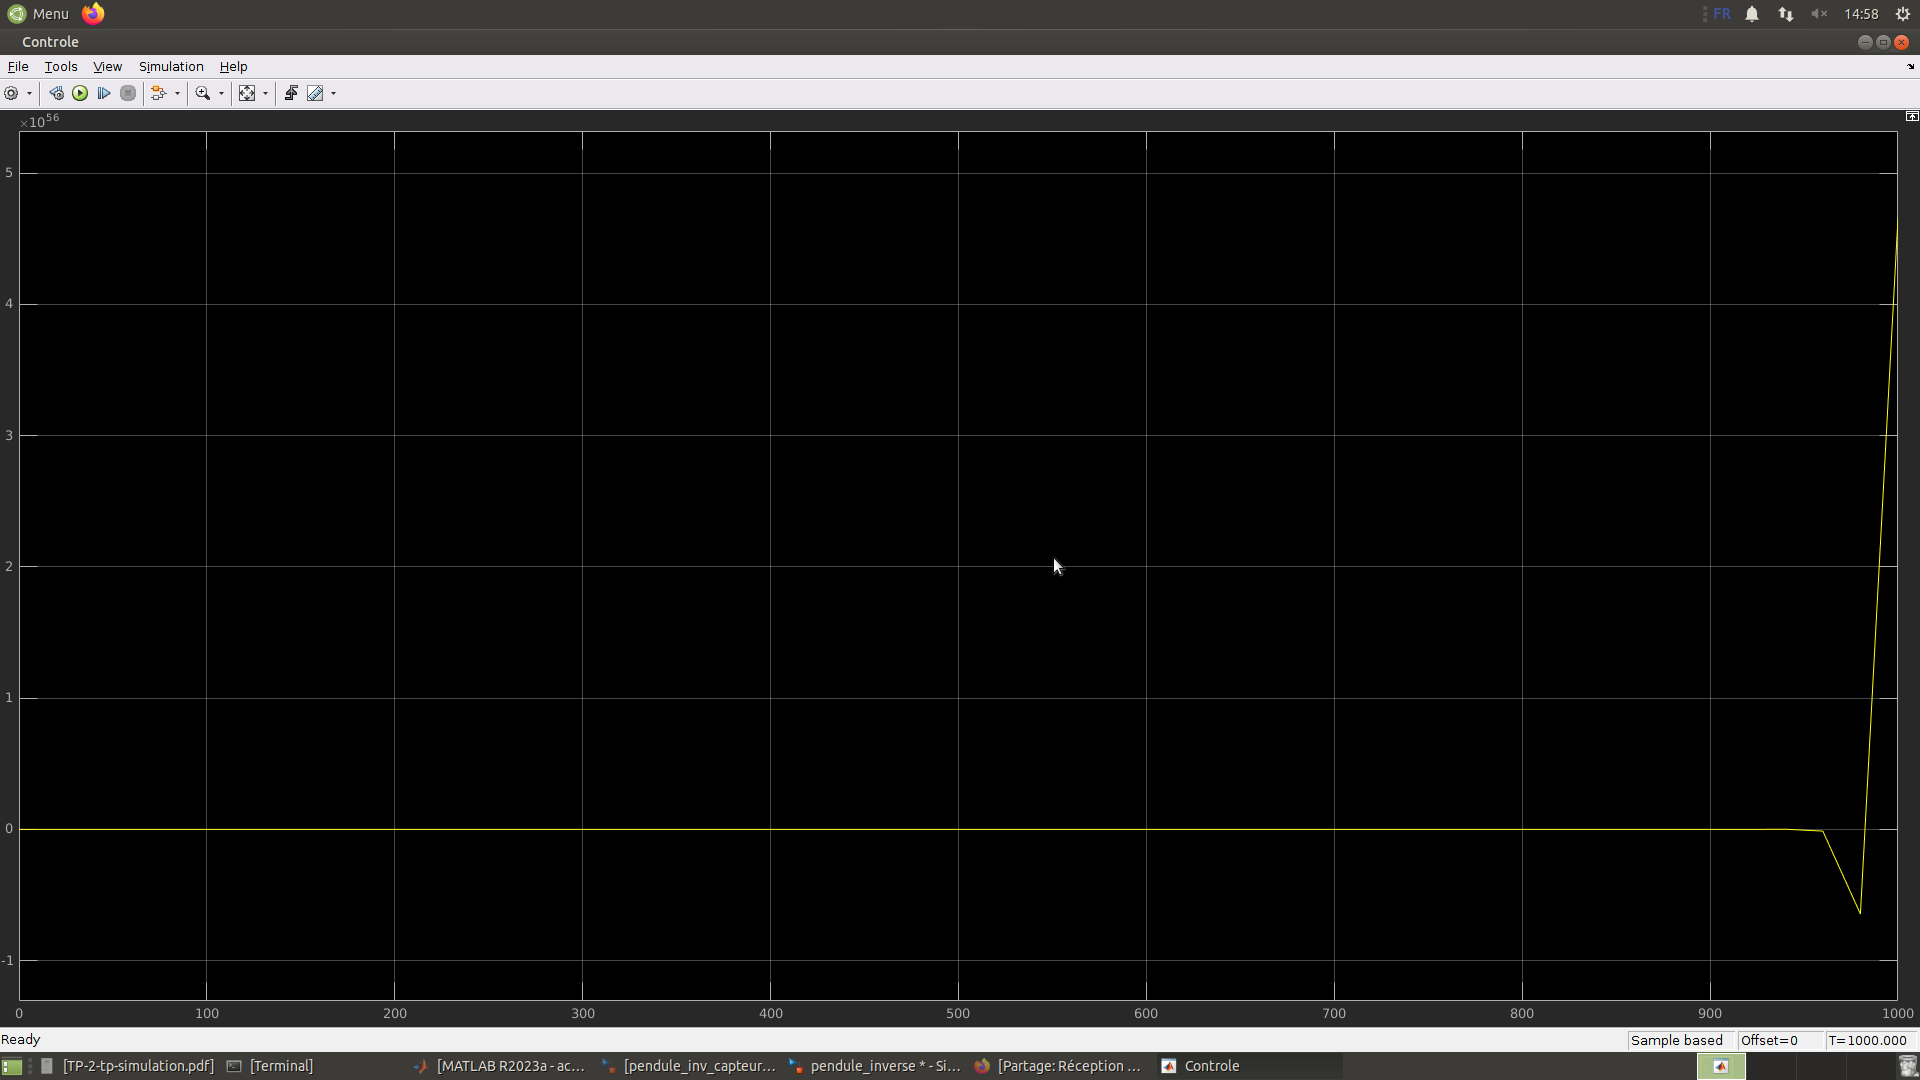 Menu
FR
14:58
Controle
File Tools View Simulation Help
×10^56
5
4
3
2
1
0
-1
0 100 200 300 400 500 600 700 800 900 1000
Ready
Sample based Offset=0 T=1000.000
[TP-2-tp-simulation.pdf] [Terminal] [MATLAB R2023a - ac... [pendule_inv_capteur... pendule_inverse * - Si... [Partage: Réception ... Controle